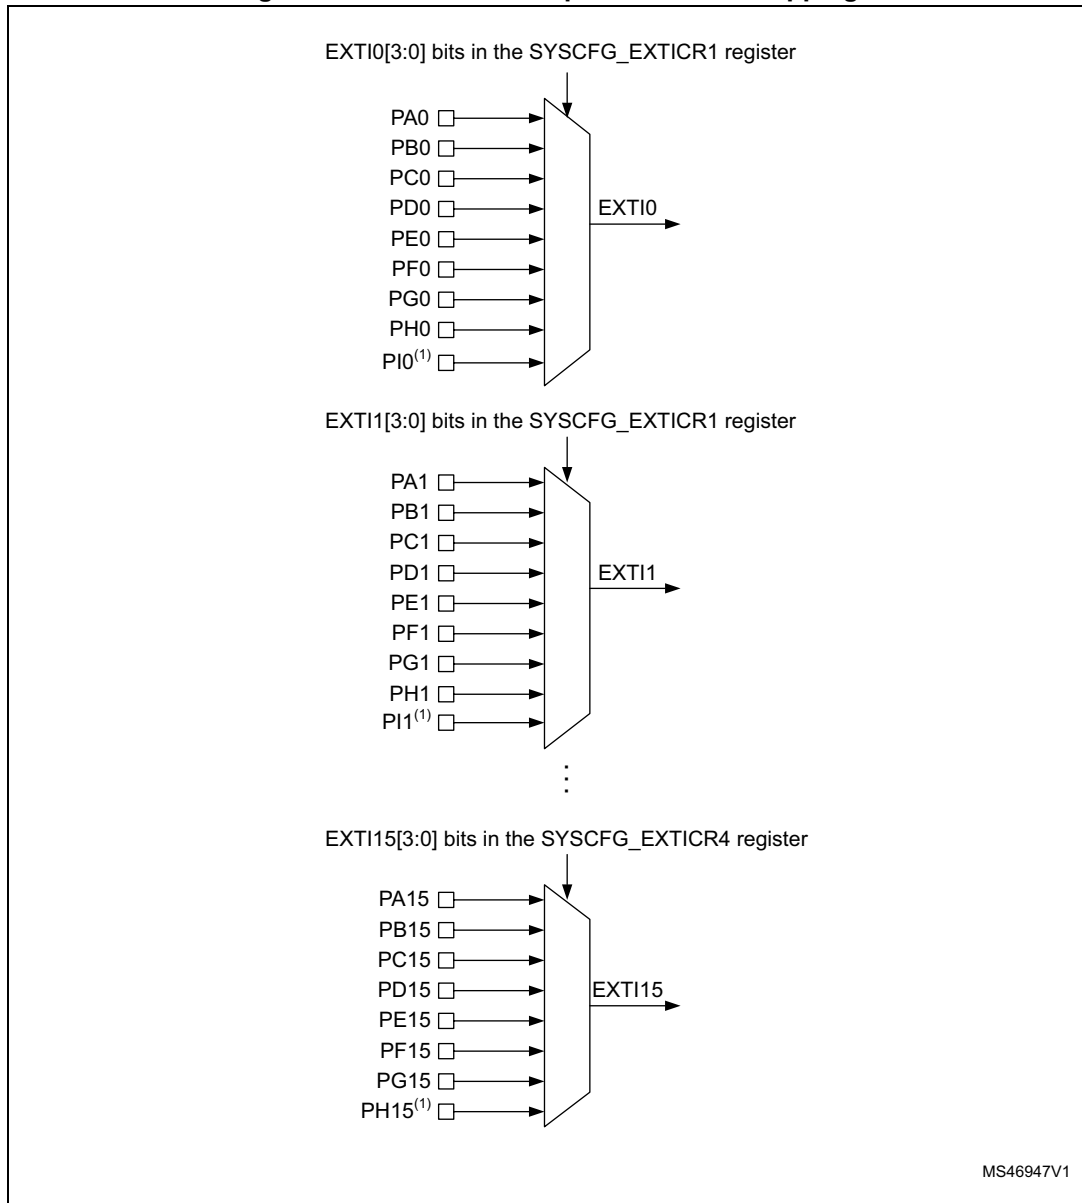 EXTI0[3:0] bits in the SYSCFG_EXTICR1 register
PA0
PB0
PC0
PD0
EXTI0
PE0
PF0
PG0
PH0
PI0(1)
EXTI1[3:0] bits in the SYSCFG_EXTICR1 register
PA1
PB1
PC1
PD1
EXTI1
PE1
PF1
PG1
PH1
PI1(1)
EXTI15[3:0] bits in the SYSCFG_EXTICR4 register
PA15
PB15
PC15
PD15
EXTI15
PE15
PF15
PG15
PH15(1)
MS46947V1